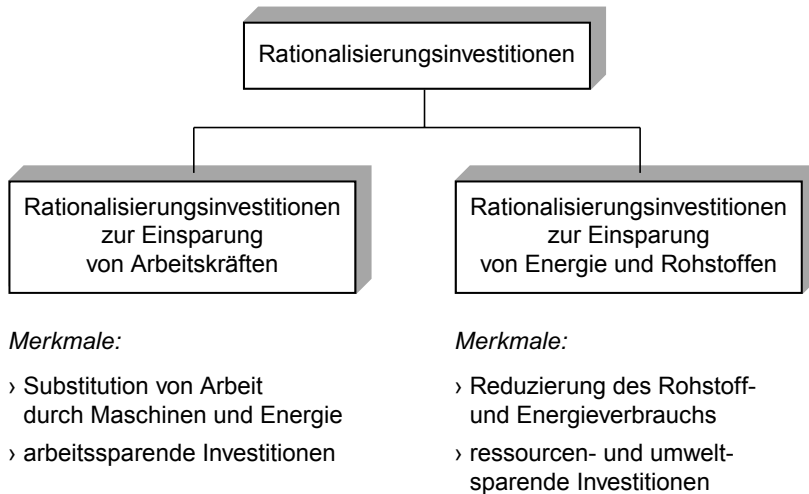 Rationalisierungsinvestitionen
Rationalisierungsinvestitionen
zur Einsparung
von Arbeitskräften
Merkmale:
› Substitution von Arbeit
durch Maschinen und Energie
› arbeitssparende Investitionen
Rationalisierungsinvestitionen
zur Einsparung
von Energie und Rohstoffen
Merkmale:
› Reduzierung des Rohstoff-
und Energieverbrauchs
› ressourcen- und umwelt-
sparende Investitionen